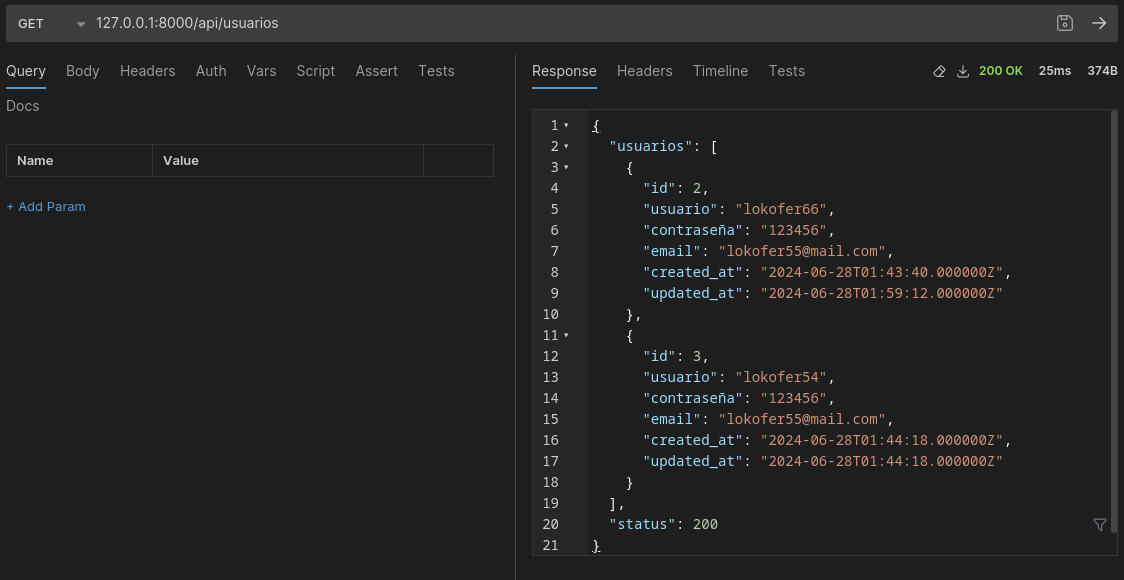 GET 127.0.0.1:8000/api/usuarios
Query Body Headers Auth Vars Script Assert Tests
Docs
Name Value
+ Add Param
Response Headers Timeline Tests 200 OK 25ms 374B
1 {
2 "usuarios": [
3 {
4 "id": 2,
5 "usuario": "lokofer66",
6 "contraseña": "123456",
7 "email": "lokofer55@mail.com",
8 "created_at": "2024-06-28T01:43:40.000000Z",
9 "updated_at": "2024-06-28T01:59:12.000000Z"
10 },
11 {
12 "id": 3,
13 "usuario": "lokofer54",
14 "contraseña": "123456",
15 "email": "lokofer55@mail.com",
16 "created_at": "2024-06-28T01:44:18.000000Z",
17 "updated_at": "2024-06-28T01:44:18.000000Z"
18 }
19 ],
20 "status": 200
21 }